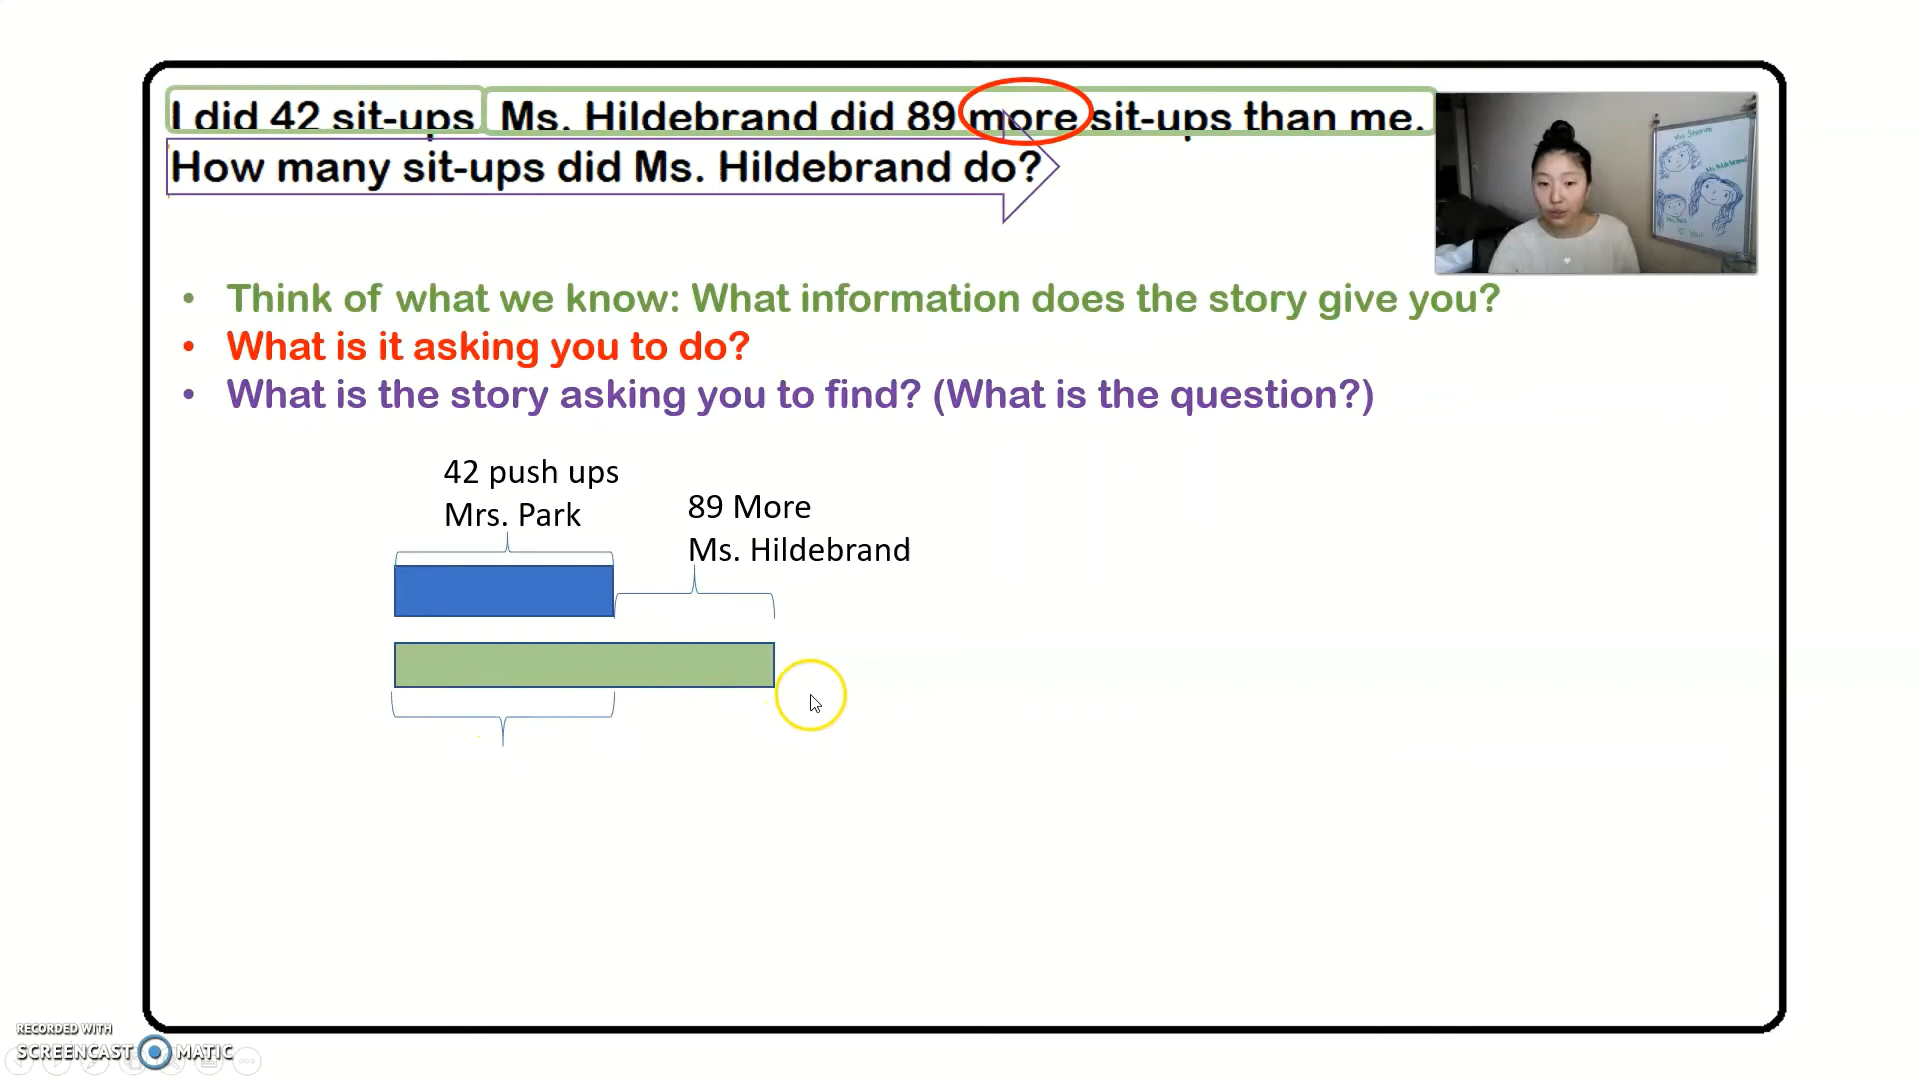 I did 42 sit-ups Ms. Hildebrand did 89 more sit-ups than me.
How many sit-ups did Ms. Hildebrand do?
• Think of what we know: What information does the story give you?
• What is it asking you to do?
• What is the story asking you to find? (What is the question?)
42 push ups
Mrs. Park
89 More
Ms. Hildebrand
RECORDED WITH
SCREENCAST MATIC